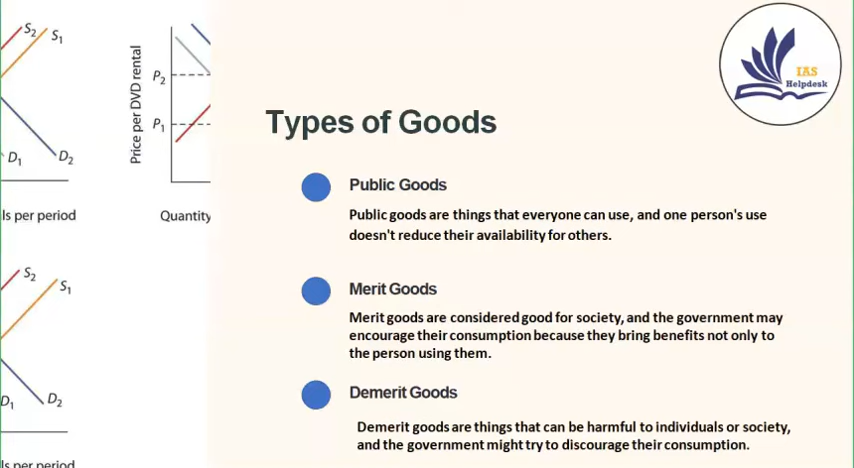 S2
S1
D1
D2
ls per period
Price per DVD rental
P2
P1
Quantity
S2
S1
D1
D2
ls per period
IAS
Helpdesk
Types of Goods
Public Goods
Public goods are things that everyone can use, and one person's use
doesn't reduce their availability for others.
Merit Goods
Merit goods are considered good for society, and the government may
encourage their consumption because they bring benefits not only to
the person using them.
Demerit Goods
Demerit goods are things that can be harmful to individuals or society,
and the government might try to discourage their consumption.